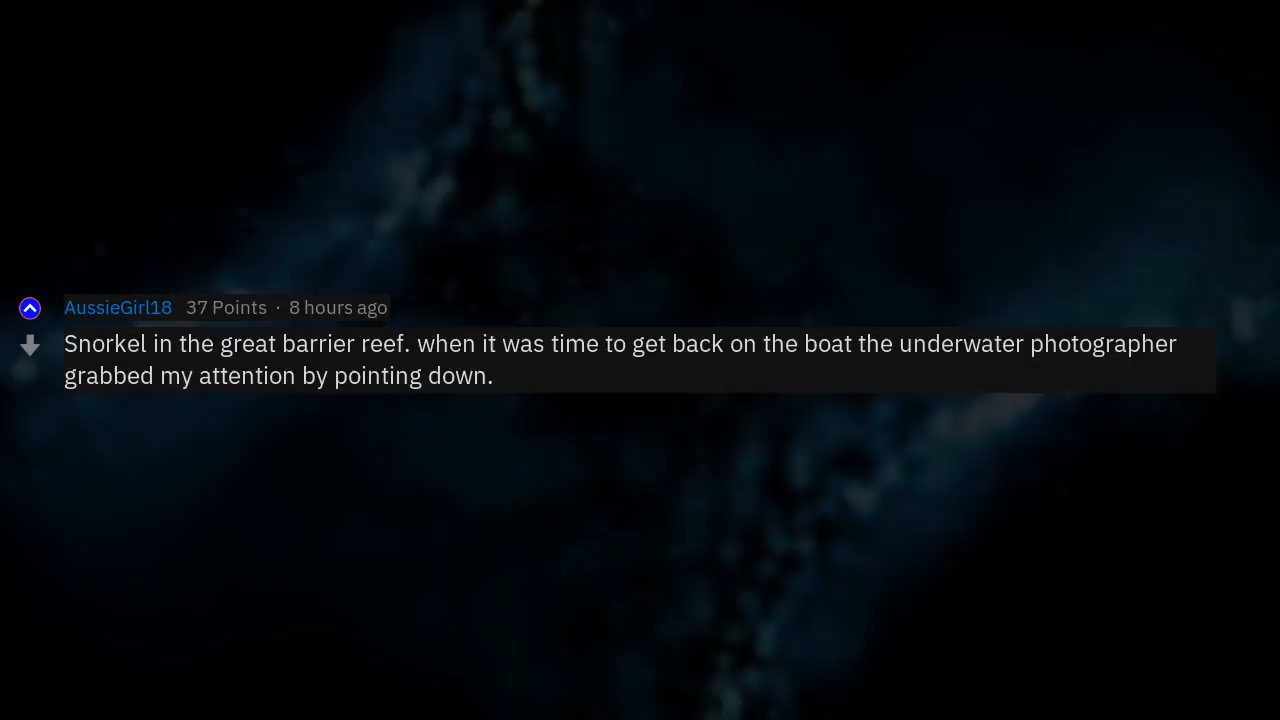 AussieGirl18 37 Points · 8 hours ago
Snorkel in the great barrier reef. when it was time to get back on the boat the underwater photographer
grabbed my attention by pointing down.